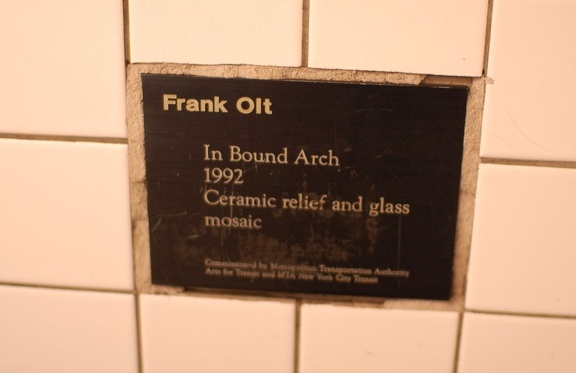 Frank Olt
In Bound Arch
1992
Ceramic relief and glass
mosaic
Commissioned by Metropolitan Transportation Authority
Arts for Transit and MTA New York City Transit